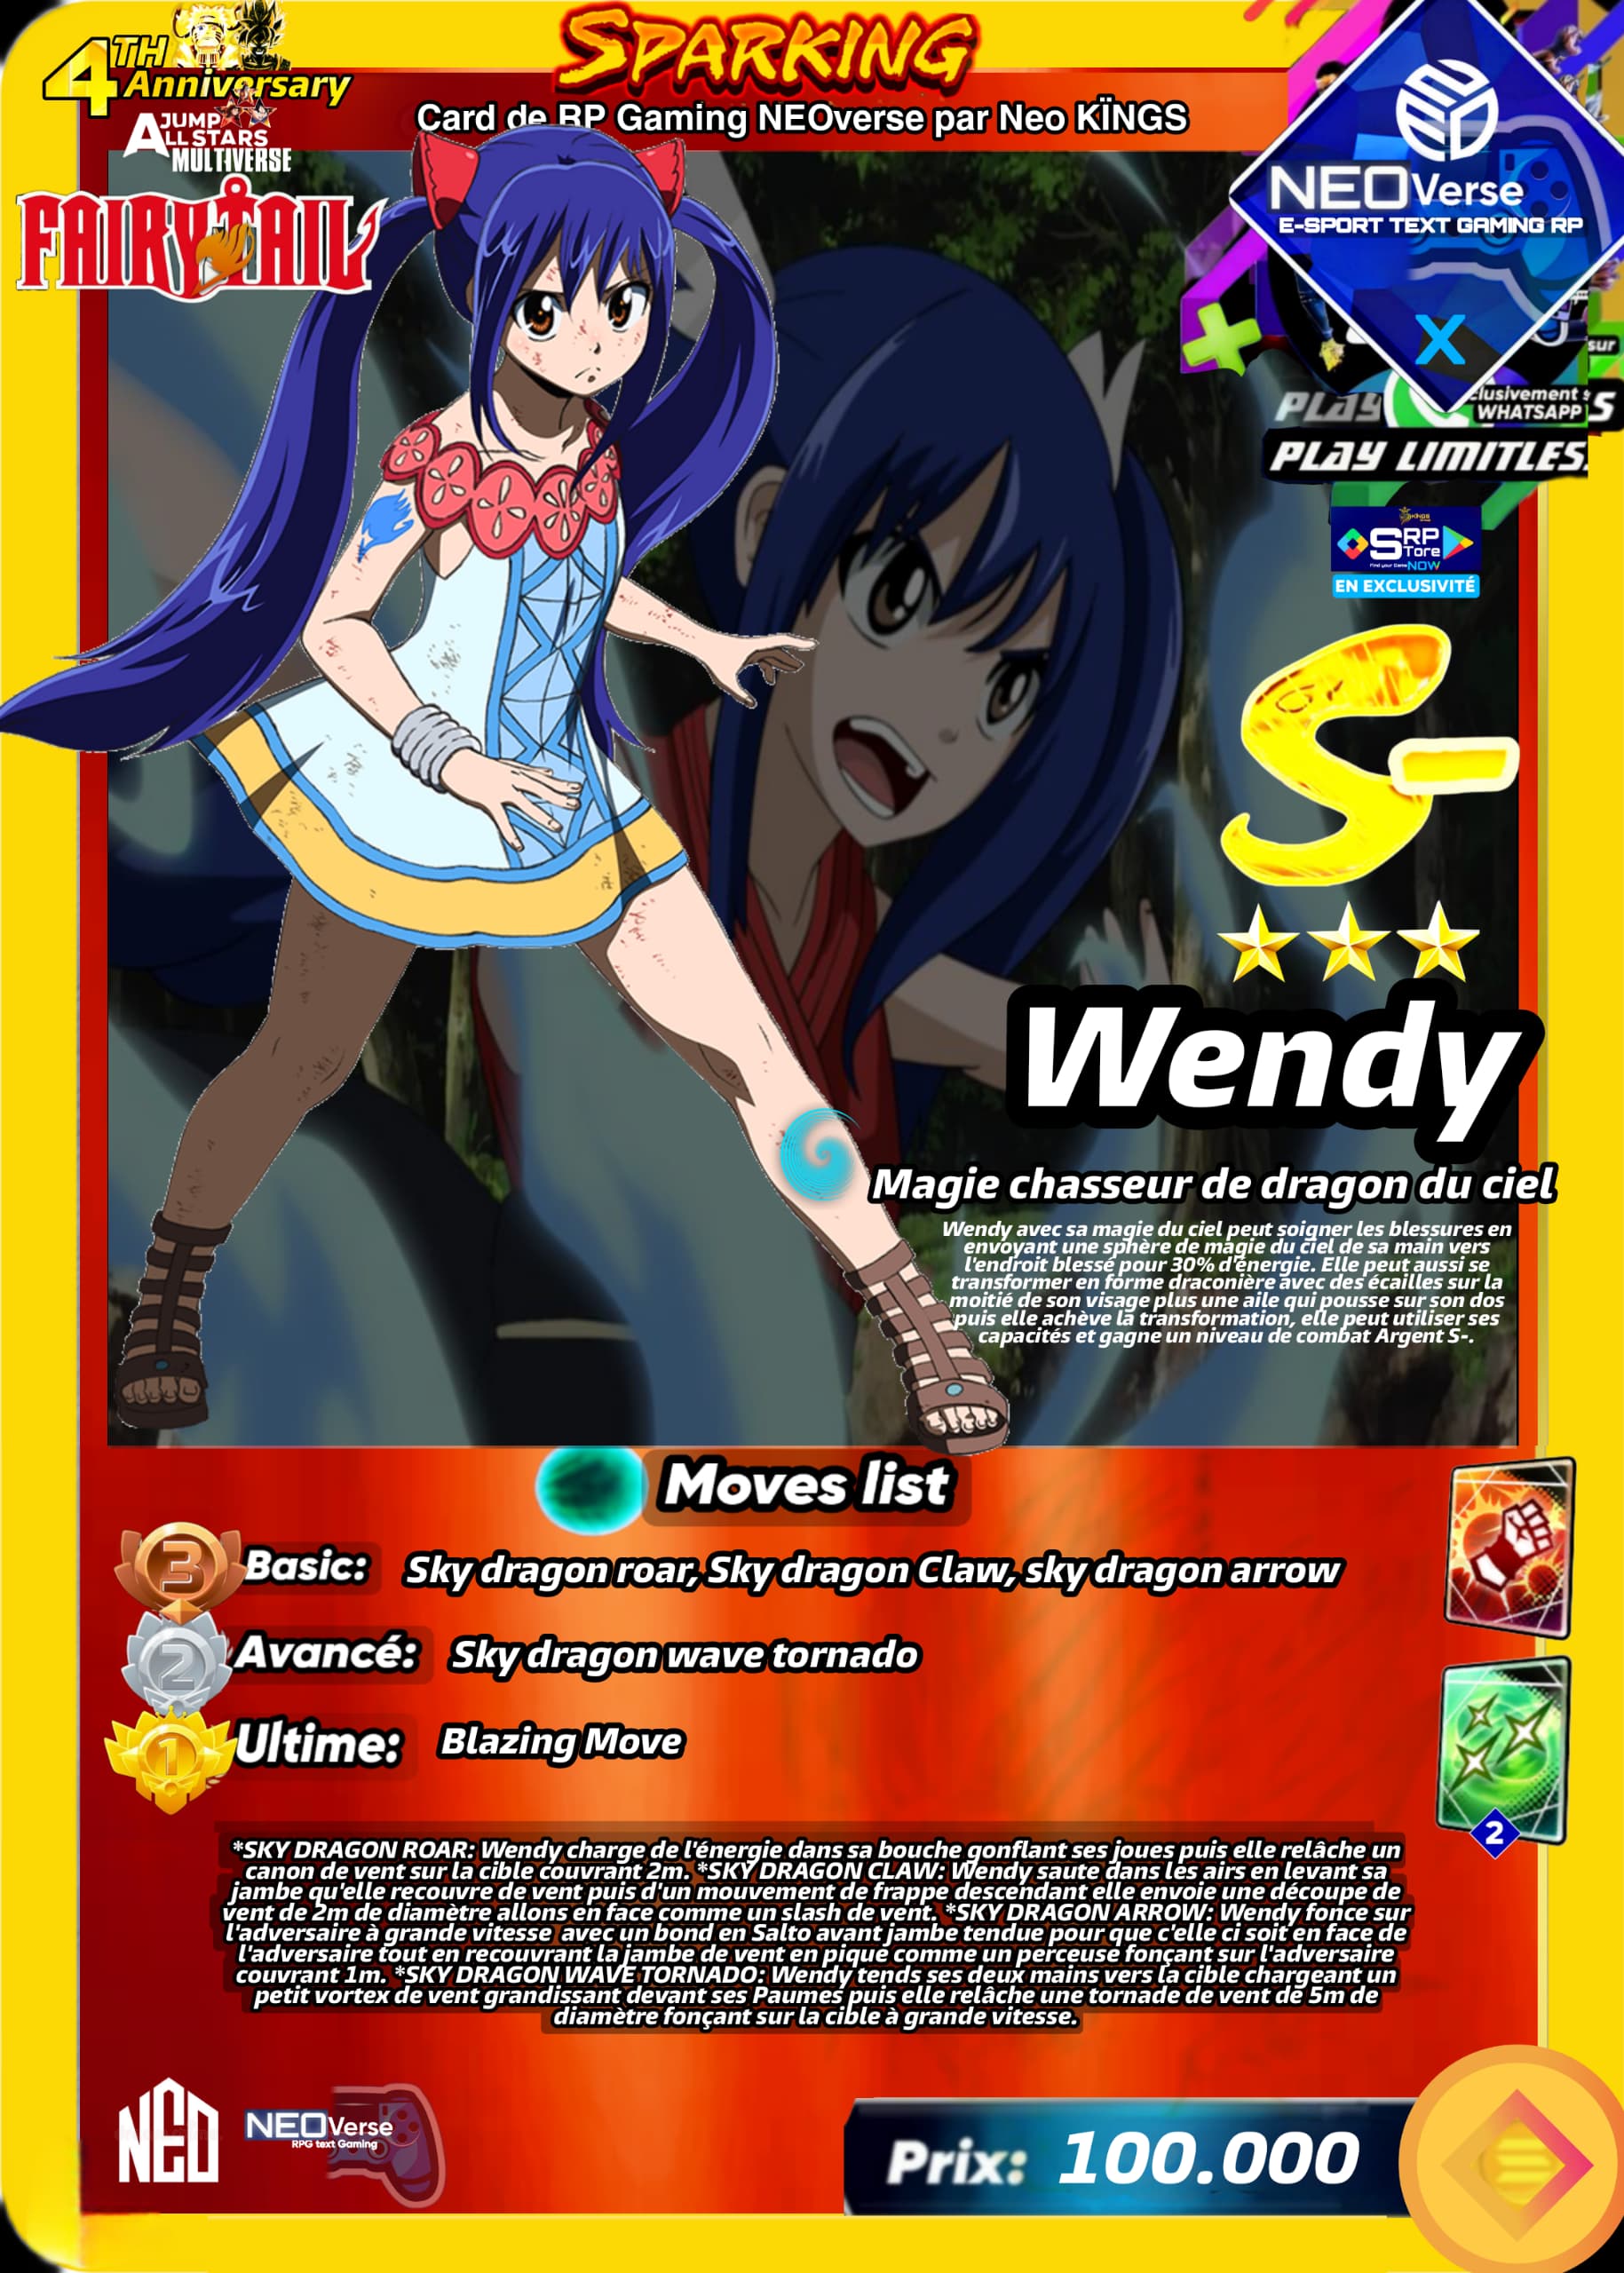 4TH
Anniversary
JUMP
ALL STARS
MULTIVERSE
FAIRY TAIL
SPARKING
Card de RP Gaming NEOverse par Neo KÏNGS
NEOVerse
E-SPORT TEXT GAMING RP
X
sur
PLAY
clusivement s
WHATSAPP
S
PLAY LIMITLES
SRP
Tore
Find your Game NOW
EN EXCLUSIVITÉ
S-
Wendy
Magie chasseur de dragon du ciel
Wendy avec sa magie du ciel peut soigner les blessures en
envoyant une sphère de magie du ciel de sa main vers
l'endroit blessé pour 30% d'énergie. Elle peut aussi se
transformer en forme draconière avec des écailles sur la
moitié de son visage plus une aile qui pousse sur son dos
puis elle achève la transformation, elle peut utiliser ses
capacités et gagne un niveau de combat Argent S-.
Moves list
3 Basic: Sky dragon roar, Sky dragon Claw, sky dragon arrow
2 Avancé: Sky dragon wave tornado
1 Ultime: Blazing Move
2
*SKY DRAGON ROAR: Wendy charge de l'énergie dans sa bouche gonflant ses joues puis elle relâche un
canon de vent sur la cible couvrant 2m. *SKY DRAGON CLAW: Wendy saute dans les airs en levant sa
jambe qu'elle recouvre de vent puis d'un mouvement de frappe descendant elle envoie une découpe de
vent de 2m de diamètre allons en face comme un slash de vent. *SKY DRAGON ARROW: Wendy fonce sur
l'adversaire à grande vitesse avec un bond en Salto avant jambe tendue pour que c'elle ci soit en face de
l'adversaire tout en recouvrant la jambe de vent en pique comme un perceuse fonçant sur l'adversaire
couvrant 1m. *SKY DRAGON WAVE TORNADO: Wendy tends ses deux mains vers la cible chargeant un
petit vortex de vent grandissant devant ses Paumes puis elle relâche une tornade de vent de 5m de
diamètre fonçant sur la cible à grande vitesse.
NEO
NEOVerse
RPG text Gaming
Prix: 100.000